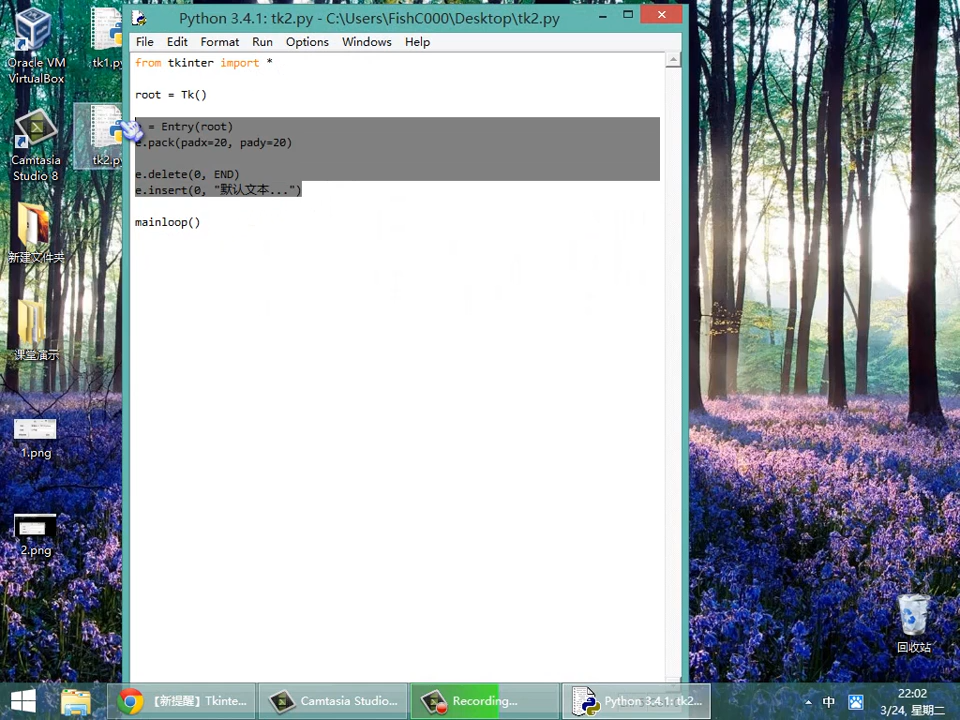 Python 3.4.1: tk2.py - C:\Users\FishC000\Desktop\tk2.py
File Edit Format Run Options Windows Help
from tkinter import *
root = Tk()
= Entry(root)
e.pack(padx=20, pady=20)
e.delete(0, END)
e.insert(0, "默认文本...")
mainloop()
Oracle VM
VirtualBox
tk1.py
Camtasia
Studio 8
tk2.py
新建文件夹
课堂演示
1.png
2.png
回收站
【新提醒】Tkinte...
Camtasia Studio...
Recording...
Python 3.4.1: tk2...
中
22:02
3/24, 星期二